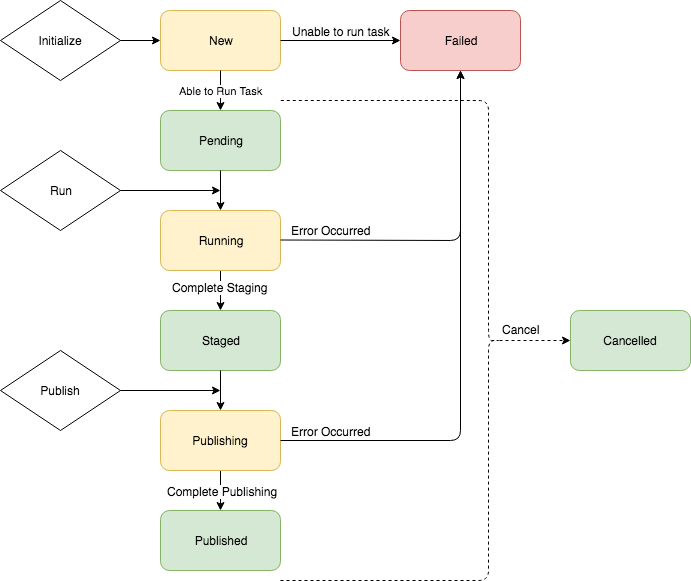 Initialize
New
Unable to run task
Failed
Able to Run Task
Pending
Run
Running
Error Occurred
Complete Staging
Staged
Cancel
Cancelled
Publish
Publishing
Error Occurred
Complete Publishing
Published